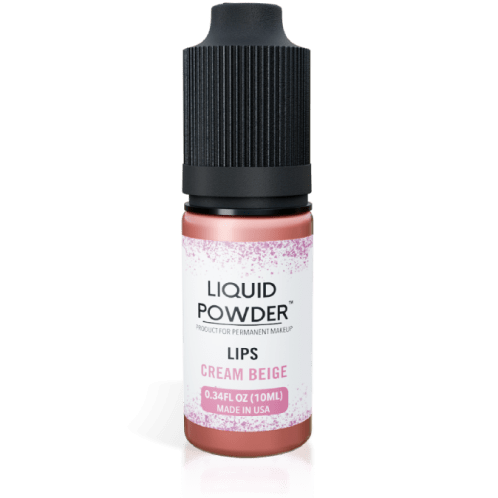 LIQUID
POWDER™
PRODUCT FOR PERMANENT MAKEUP
LIPS
CREAM BEIGE
0.34FL OZ (10ML)
MADE IN USA